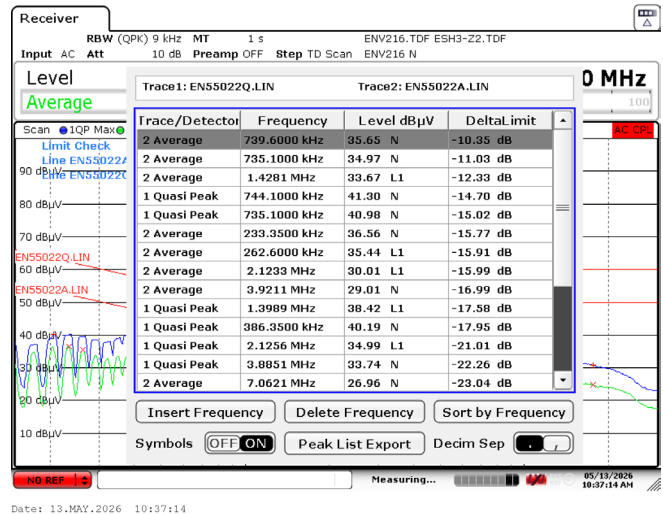 Receiver
RBW (QPK) 9 kHz MT 1 s ENV216.TDF ESH3-Z2.TDF
Input AC Att 10 dB Preamp OFF Step TD Scan ENV216 N
Level
0 MHz
Average
100
Trace1: EN55022Q.LIN Trace2: EN55022A.LIN
Scan 1QP Max
AC CPL
Limit Check
Line EN55022A
Line EN55022Q
90 dBµV
80 dBµV
70 dBµV
EN55022Q.LIN
60 dBµV
EN55022A.LIN
50 dBµV
40 dBµV
30 dBµV
20 dBµV
10 dBµV
Trace/Detector Frequency Level dBµV DeltaLimit
2 Average 739.6000 kHz 35.65 N -10.35 dB
2 Average 735.1000 kHz 34.97 N -11.03 dB
2 Average 1.4281 MHz 33.67 L1 -12.33 dB
1 Quasi Peak 744.1000 kHz 41.30 N -14.70 dB
1 Quasi Peak 735.1000 kHz 40.98 N -15.02 dB
2 Average 233.3500 kHz 36.56 N -15.77 dB
2 Average 262.6000 kHz 35.44 L1 -15.91 dB
2 Average 2.1233 MHz 30.01 L1 -15.99 dB
2 Average 3.9211 MHz 29.01 N -16.99 dB
1 Quasi Peak 1.3989 MHz 38.42 L1 -17.58 dB
1 Quasi Peak 386.3500 kHz 40.19 N -17.95 dB
1 Quasi Peak 2.1256 MHz 34.99 L1 -21.01 dB
1 Quasi Peak 3.8851 MHz 33.74 N -22.26 dB
2 Average 7.0621 MHz 26.96 N -23.04 dB
Insert Frequency Delete Frequency Sort by Frequency
Symbols OFF ON Peak List Export Decim Sep . ,
NO REF Measuring... 05/13/2026
10:37:14 AM
Date: 13.MAY.2026 10:37:14